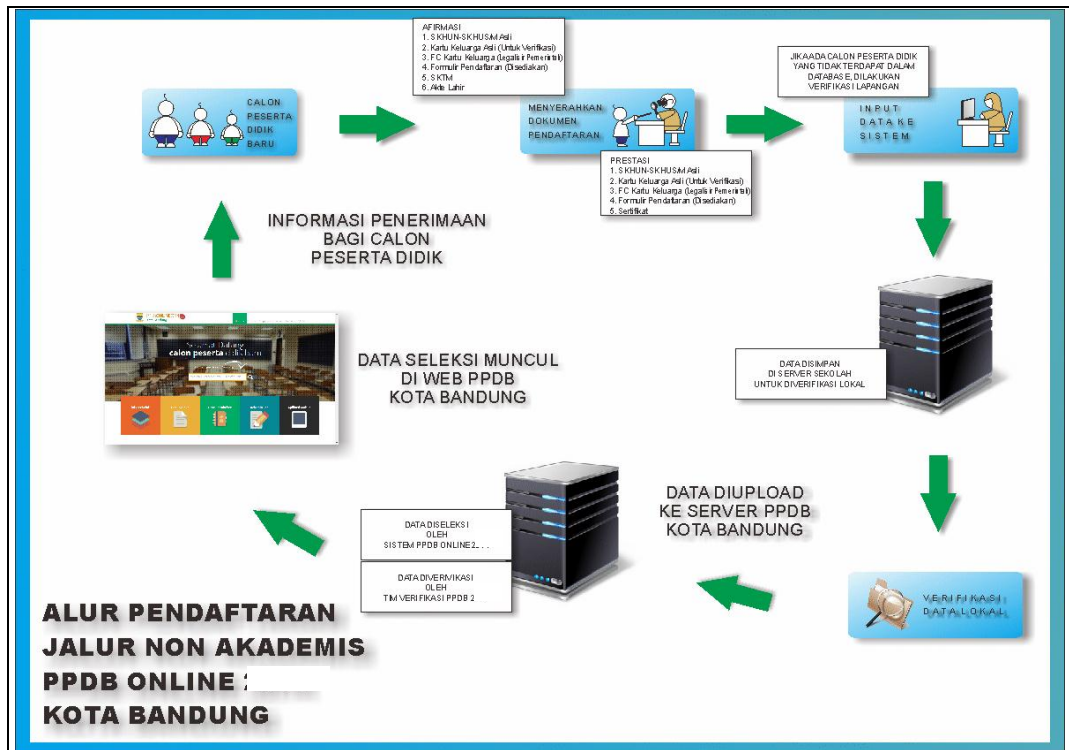 AFIRMASI
1. SKHUN-SKHUS/M Asli
2. Kartu Keluarga Asli (Untuk Verifikasi)
3. FC Kartu Keluarga (Legalisir Pemerintah)
4. Formulir Pendaftaran (Disediakan)
5. SKTM
6. Akte Lahir
CALON
PESERTA
DIDIK
BARU
MENYERAHKAN
DOKUMEN
PENDAFTARAN
JIKA ADA CALON PESERTA DIDIK
YANG TIDAK TERDAPAT DALAM
DATABASE, DILAKUKAN
VERIFIKASI LAPANGAN
INPUT
DATA KE
SISTEM
PRESTASI
1. SKHUN-SKHUS/M Asli
2. Kartu Keluarga Asli (Untuk Verifikasi)
3. FC Kartu Keluarga (Legalisir Pemerintah)
4. Formulir Pendaftaran (Disediakan)
5. Sertifikat
INFORMASI PENERIMAAN
BAGI CALON
PESERTA DIDIK
Selamat Datang
calon peserta didik baru
DATA SELEKSI MUNCUL
DI WEB PPDB
KOTA BANDUNG
DATA DISIMPAN
DI SERVER SEKOLAH
UNTUK DIVERIFIKASI LOKAL
DATA DIUPLOAD
KE SERVER PPDB
KOTA BANDUNG
DATA DISELEKSI
OLEH
SISTEM PPDB ONLINE 2...
DATA DIVERIVIKASI
OLEH
TIM VERIFIKASI PPDB 2
VERIFIKASI
DATA LOKAL
ALUR PENDAFTARAN
JALUR NON AKADEMIS
PPDB ONLINE
KOTA BANDUNG